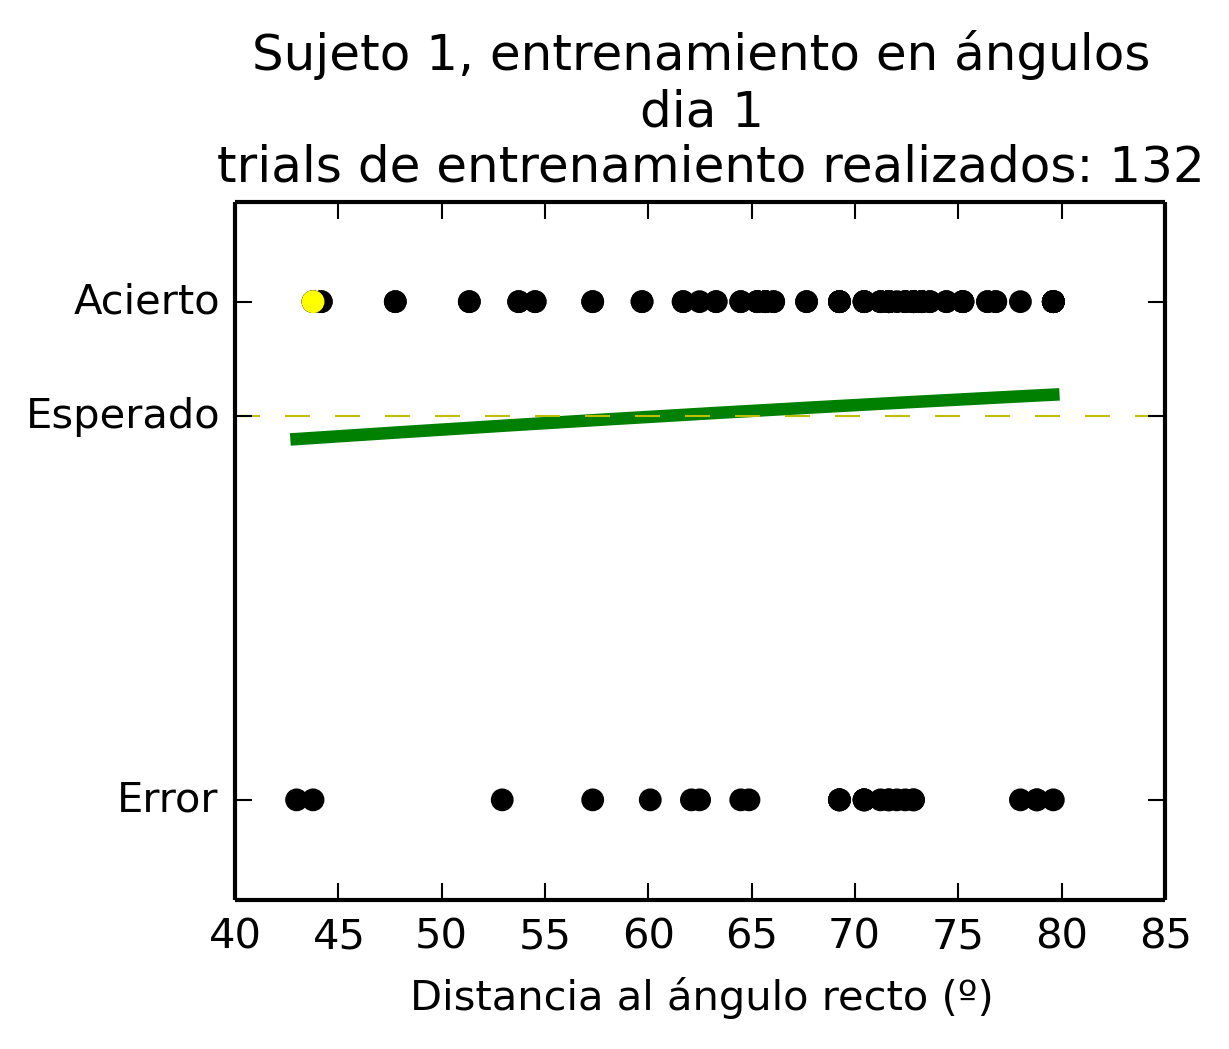 Sujeto 1, entrenamiento en ángulos
dia 1
trials de entrenamiento realizados: 132
Acierto
Esperado
Error
40 45 50 55 60 65 70 75 80 85
Distancia al ángulo recto (º)